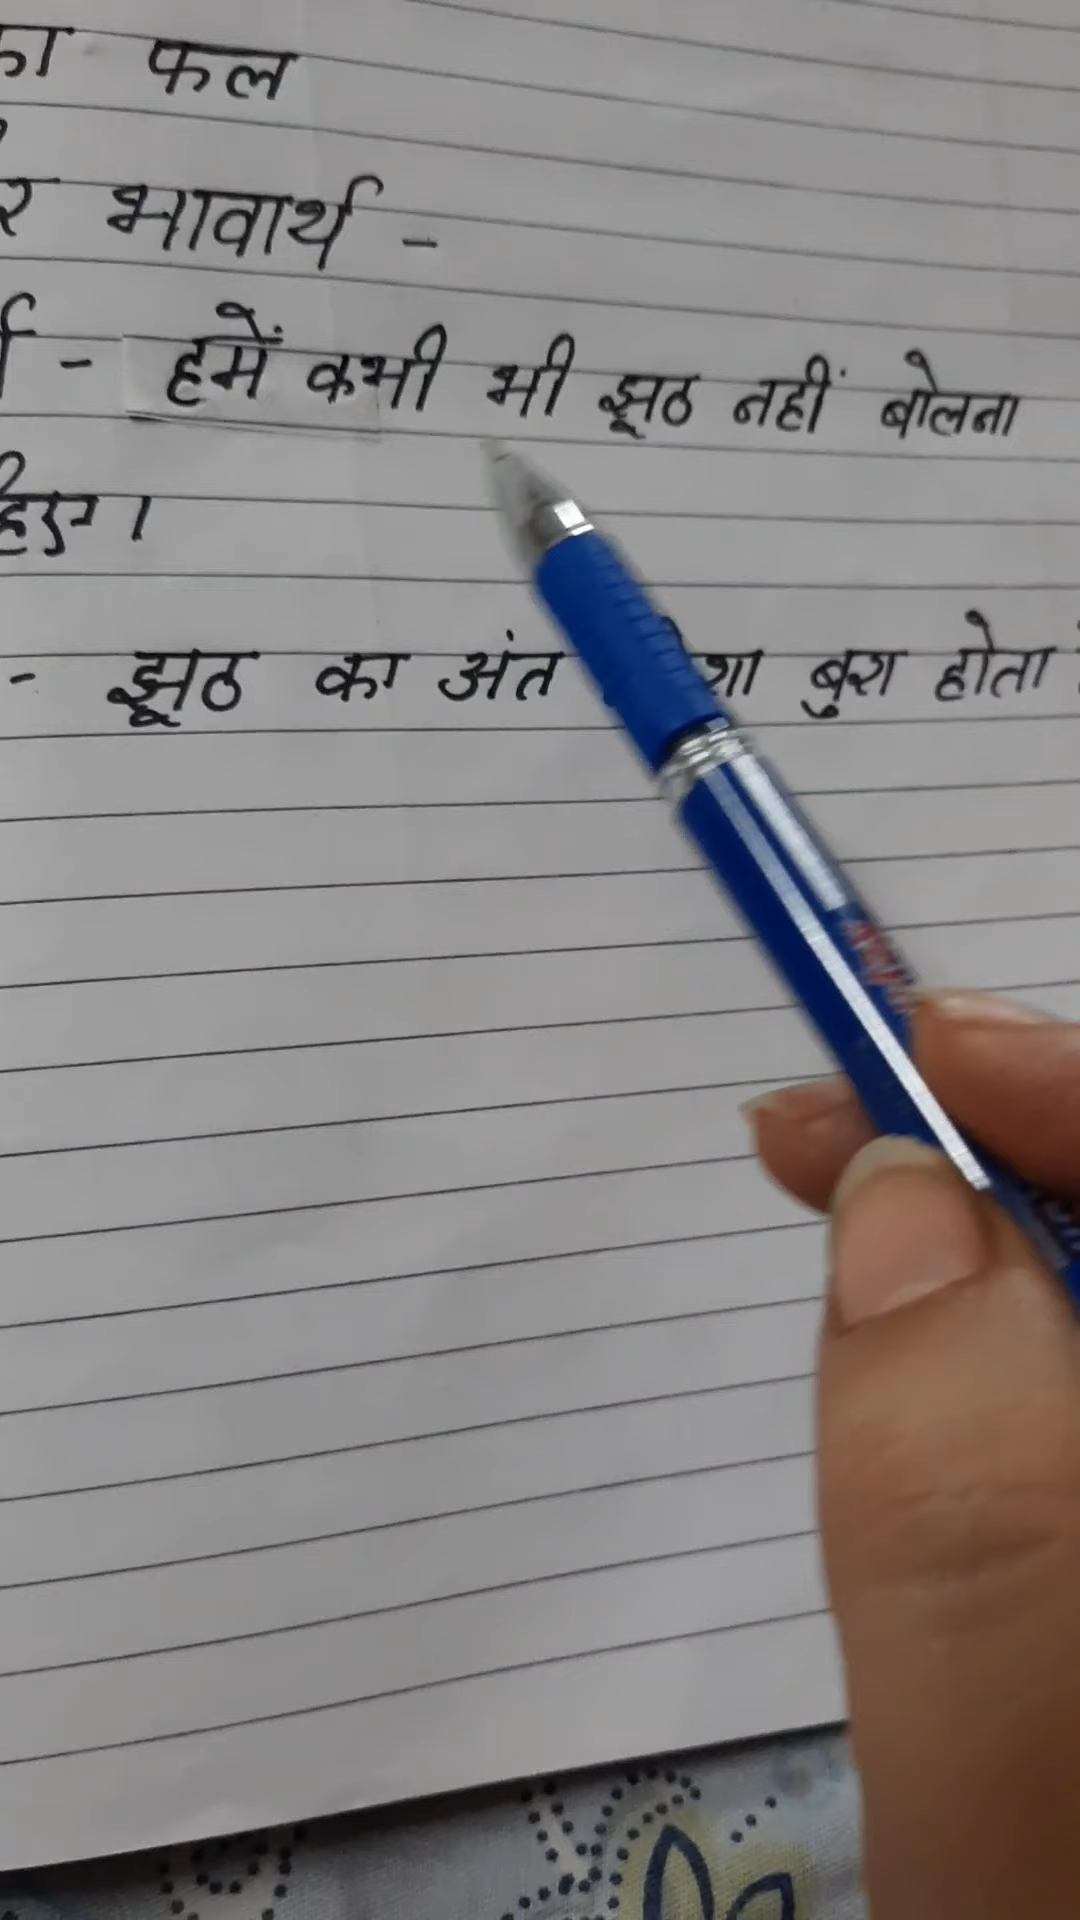 का फल
र भावार्थ -
र्थ - हमें कभी भी झूठ नहीं बोलना
हिए।
- झूठ का अंत शा बुरा होता